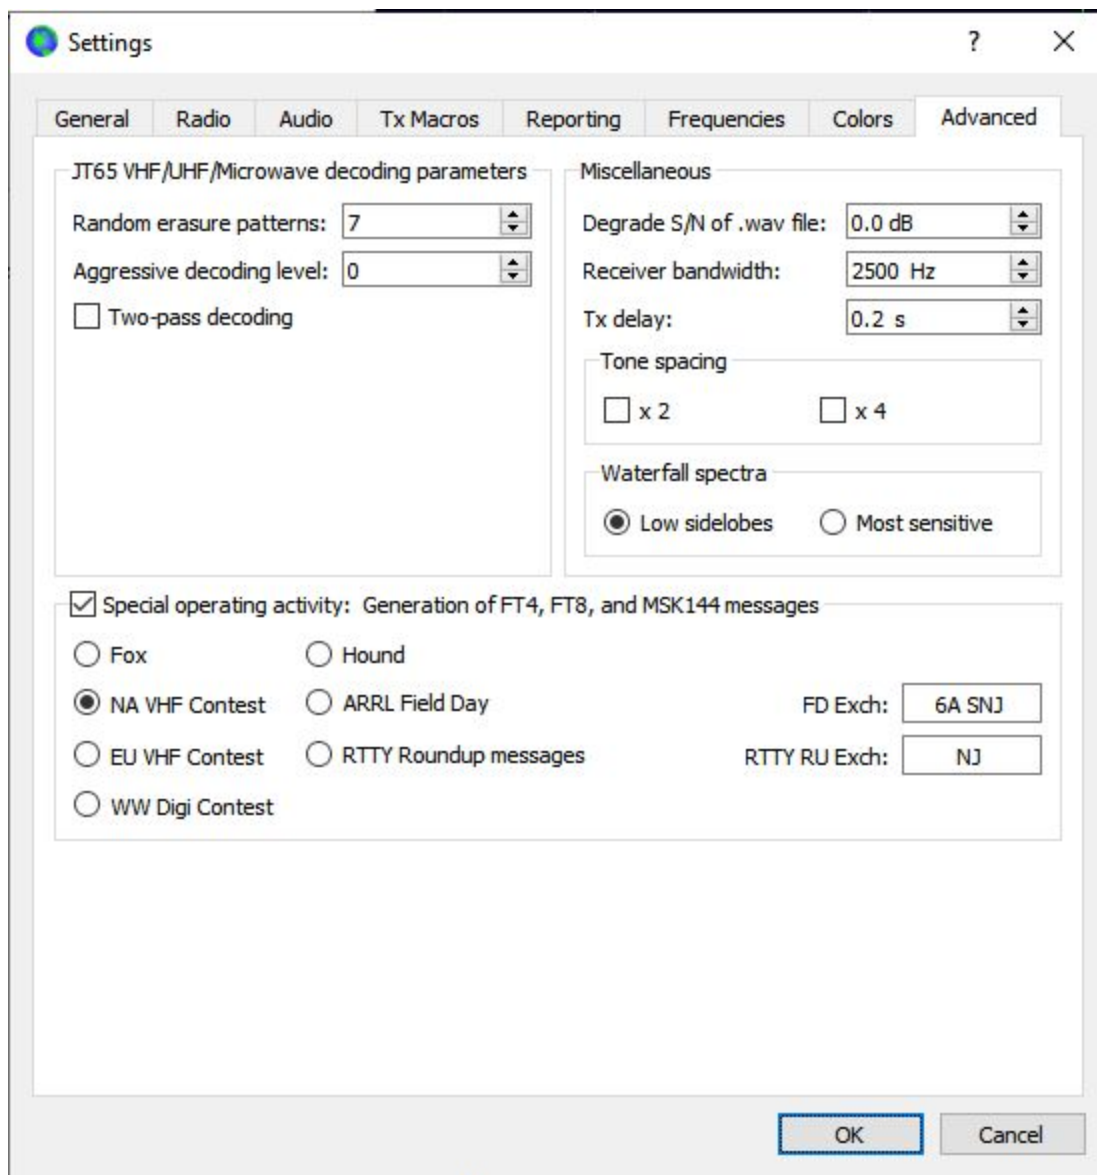 Settings
?
General Radio Audio Tx Macros Reporting Frequencies Colors Advanced
JT65 VHF/UHF/Microwave decoding parameters
Random erasure patterns: 7
Aggressive decoding level: 0
Two-pass decoding
Miscellaneous
Degrade S/N of .wav file: 0.0 dB
Receiver bandwidth: 2500 Hz
Tx delay: 0.2 s
Tone spacing
x 2 x 4
Waterfall spectra
Low sidelobes Most sensitive
Special operating activity: Generation of FT4, FT8, and MSK144 messages
Fox Hound
NA VHF Contest ARRL Field Day FD Exch: 6A SNJ
EU VHF Contest RTTY Roundup messages RTTY RU Exch: NJ
WW Digi Contest
OK Cancel